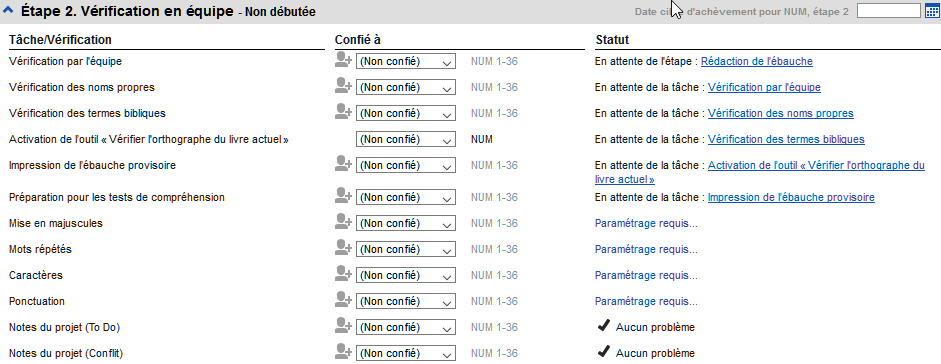 Étape 2. Vérification en équipe - Non débutée
Date d'achèvement pour NUM, étape 2
Tâche/Vérification Confié à Statut
Vérification par l'équipe (Non confié) NUM 1-36 En attente de l'étape : Rédaction de l'ébauche
Vérification des noms propres (Non confié) NUM 1-36 En attente de la tâche : Vérification par l'équipe
Vérification des termes bibliques (Non confié) NUM 1-36 En attente de la tâche : Vérification des noms propres
Activation de l'outil « Vérifier l'orthographe du livre actuel » (Non confié) NUM En attente de la tâche : Vérification des termes bibliques
Impression de l'ébauche provisoire (Non confié) NUM 1-36 En attente de la tâche : Activation de l'outil « Vérifier l'orthographe du
livre actuel »
Préparation pour les tests de compréhension (Non confié) NUM 1-36 En attente de la tâche : Impression de l'ébauche provisoire
Mise en majuscules (Non confié) NUM 1-36 Paramétrage requis...
Mots répétés (Non confié) NUM 1-36 Paramétrage requis...
Caractères (Non confié) NUM 1-36 Paramétrage requis...
Ponctuation (Non confié) NUM 1-36 Paramétrage requis...
Notes du projet (To Do) (Non confié) NUM 1-36 Aucun problème
Notes du projet (Conflit) (Non confié) NUM 1-36 Aucun problème